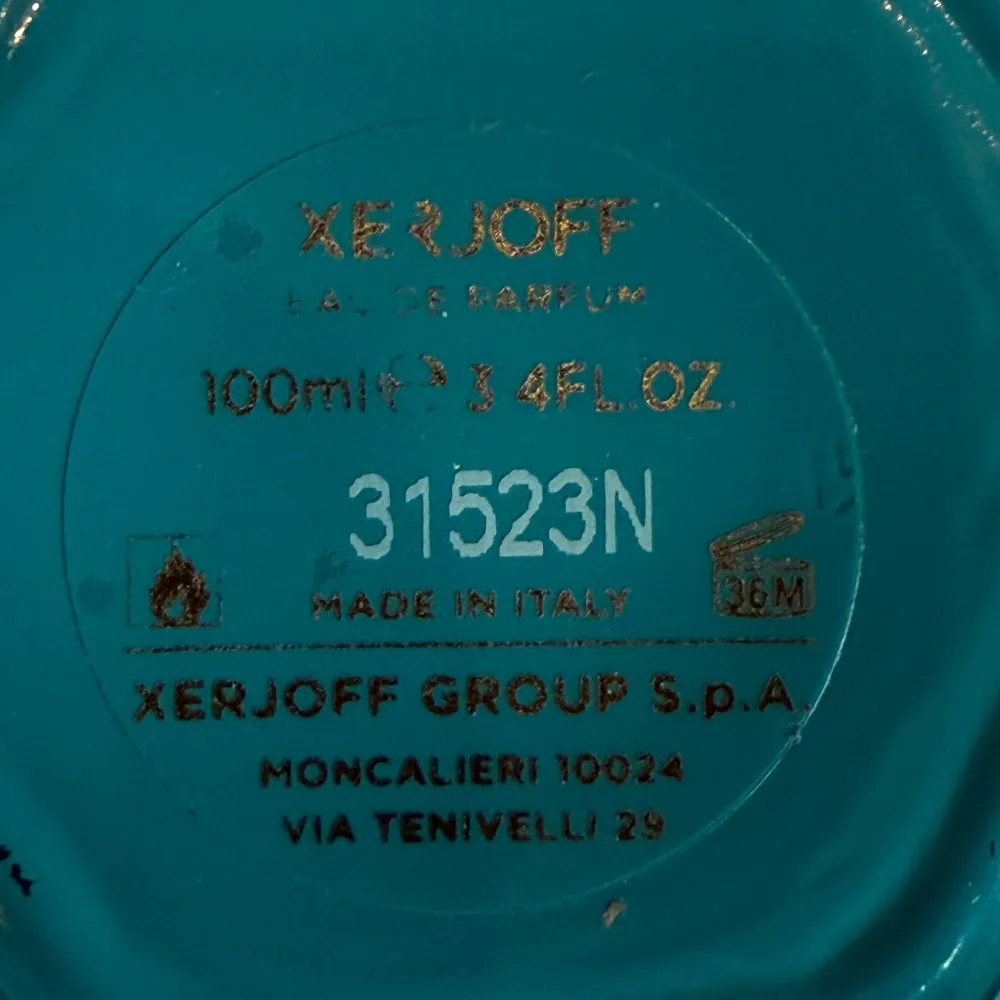 XERJOFF
EAU DE PARFUM
100ml ℮ 3.4FL.OZ.
31523N
MADE IN ITALY
36M
XERJOFF GROUP S.p.A.
MONCALIERI 10024
VIA TENIVELLI 29